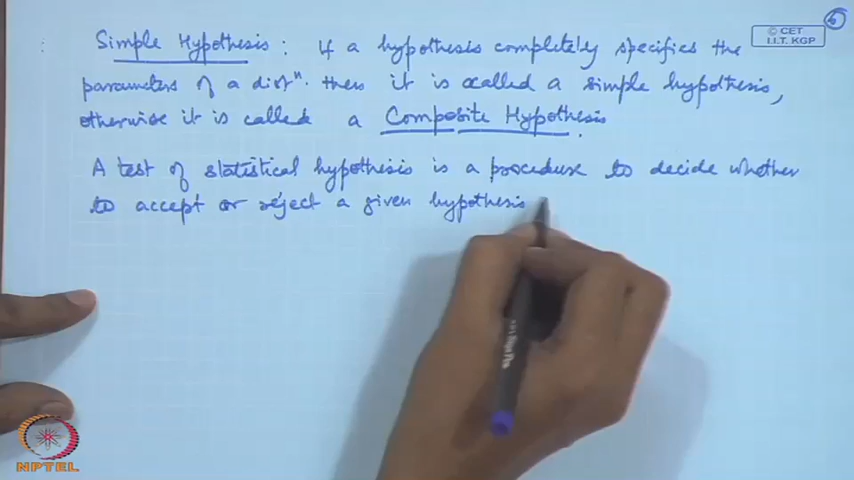 © CET
I.I.T. KGP
Simple Hypothesis : If a hypothesis completely specifies the
parameters of a distⁿ. then it is called a simple hypothesis,
otherwise it is called a Composite Hypothesis.
A test of statistical hypothesis is a procedure to decide whether
to accept or reject a given hypothesis
NPTEL